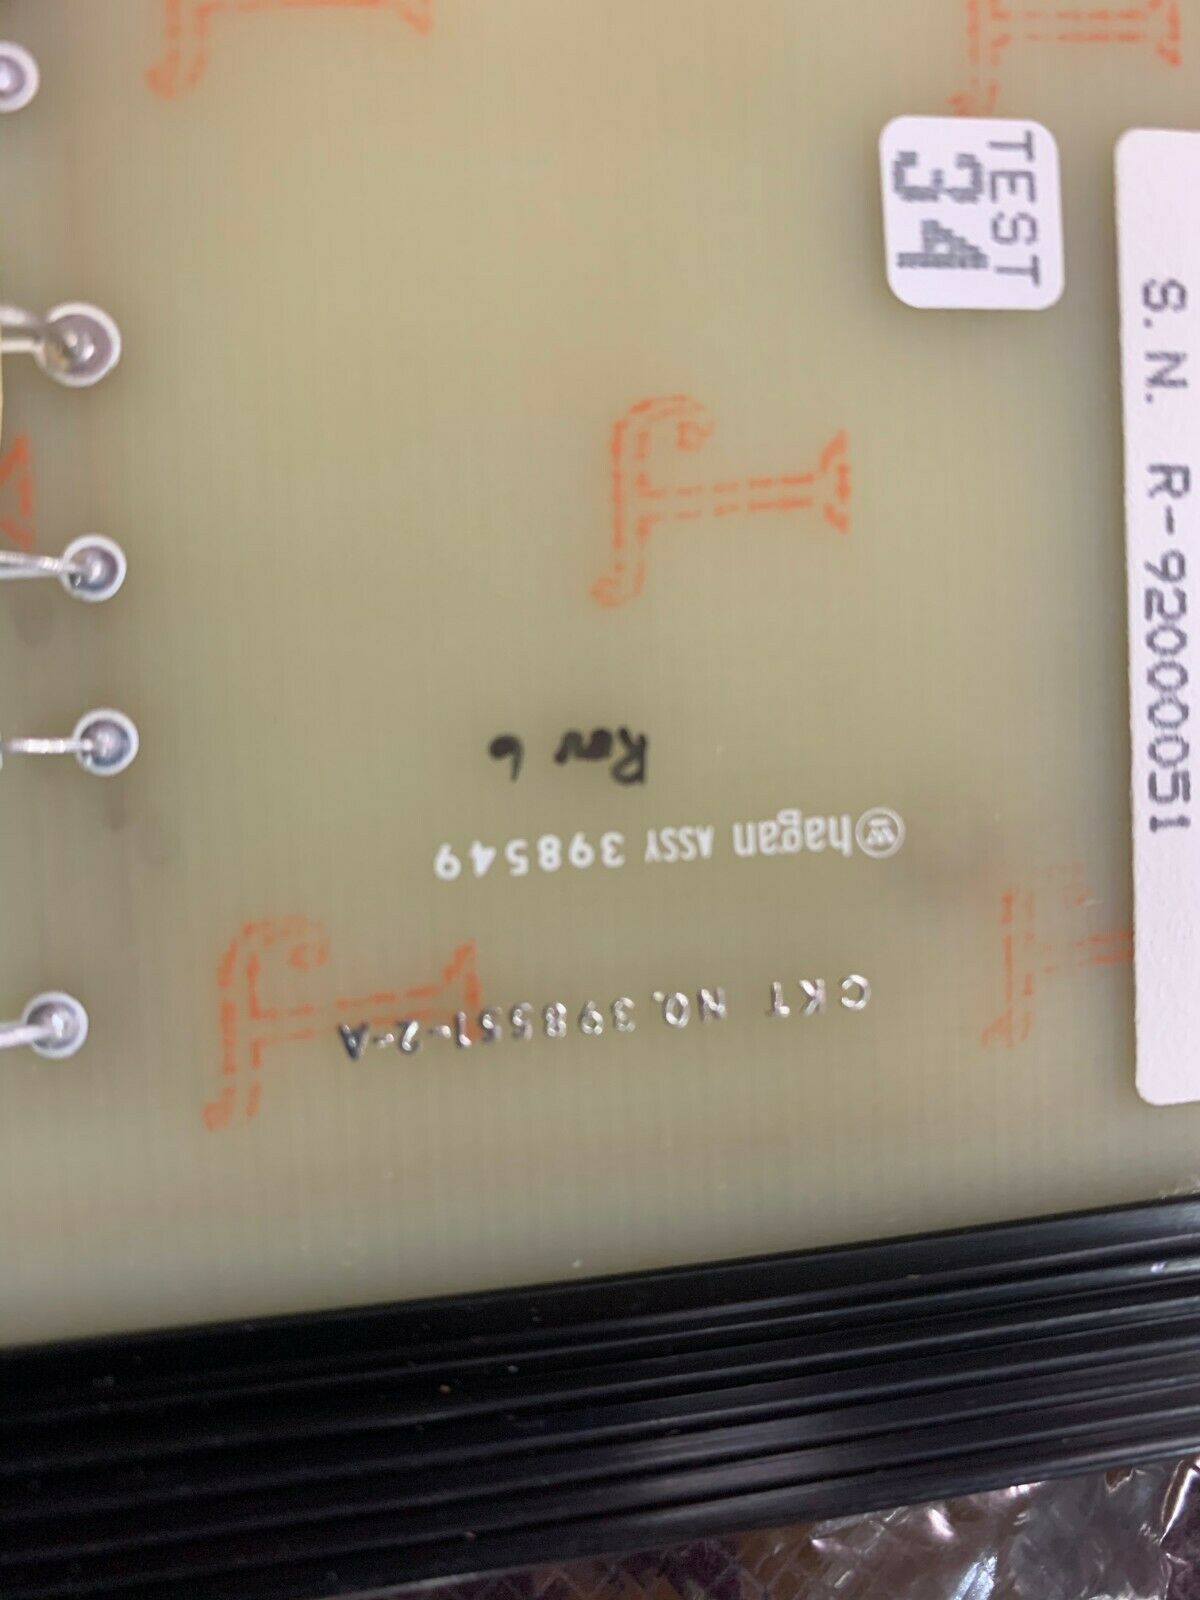 TEST
34
S.N. R-92000051
Rev 6
hagan ASSY 398549
CKT NO. 398551-2-A